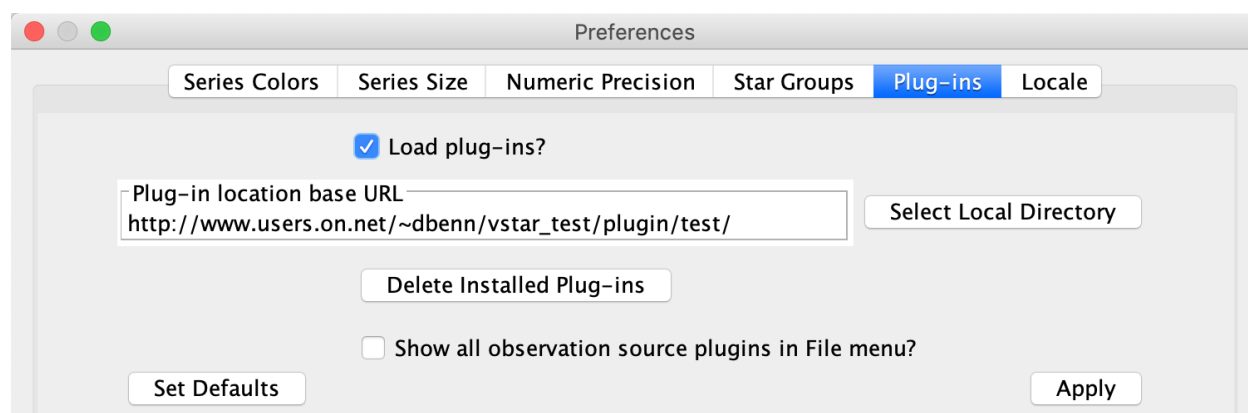 Preferences
Series Colors Series Size Numeric Precision Star Groups Plug-ins Locale
Load plug-ins?
Plug-in location base URL
http://www.users.on.net/~dbenn/vstar_test/plugin/test/
Select Local Directory
Delete Installed Plug-ins
Show all observation source plugins in File menu?
Set Defaults Apply